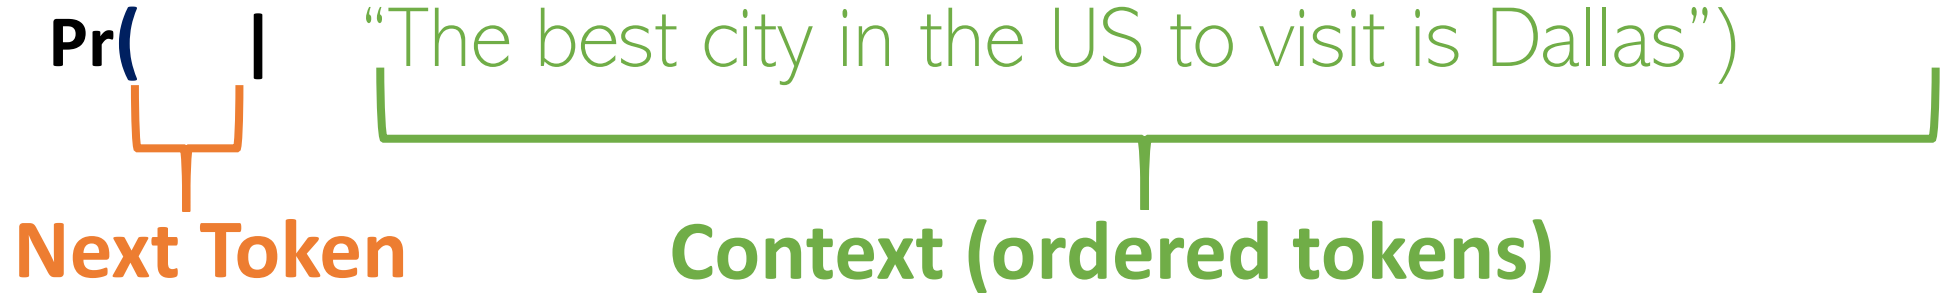 Pr( | “The best city in the US to visit is Dallas”)
Next Token Context (ordered tokens)